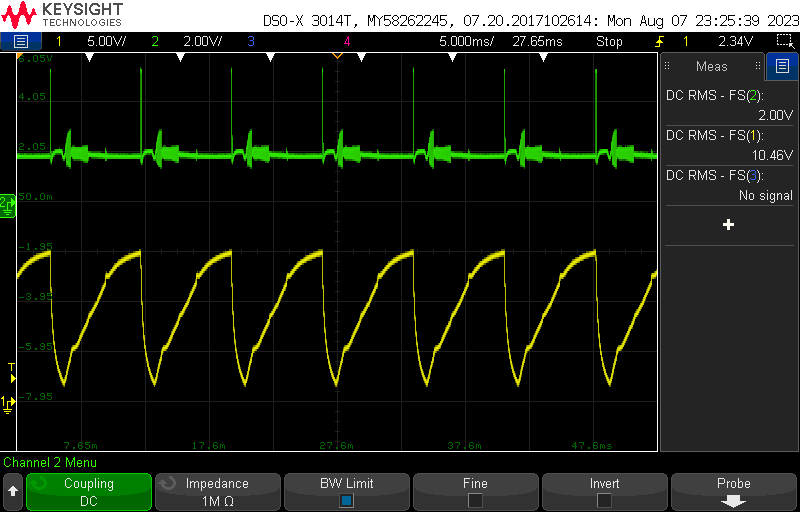 KEYSIGHT
TECHNOLOGIES
DSO-X 3014T, MY58262245, 07.20.2017102614: Mon Aug 07 23:25:39 2023
1 5.00V/ 2 2.00V/ 3 4 5.000ms/ 27.65ms Stop 1 2.34V
6.05V
4.05
2.05
50.0m
-1.95
-3.95
-5.95
-7.95
2
T
1
7.65m 17.6m 27.6m 37.6m 47.6ms
Meas
DC RMS - FS(2):
2.00V
DC RMS - FS(1):
10.46V
DC RMS - FS(3):
No signal
+
Channel 2 Menu
Coupling
DC
Impedance
1M Ω
BW Limit
Fine
Invert
Probe